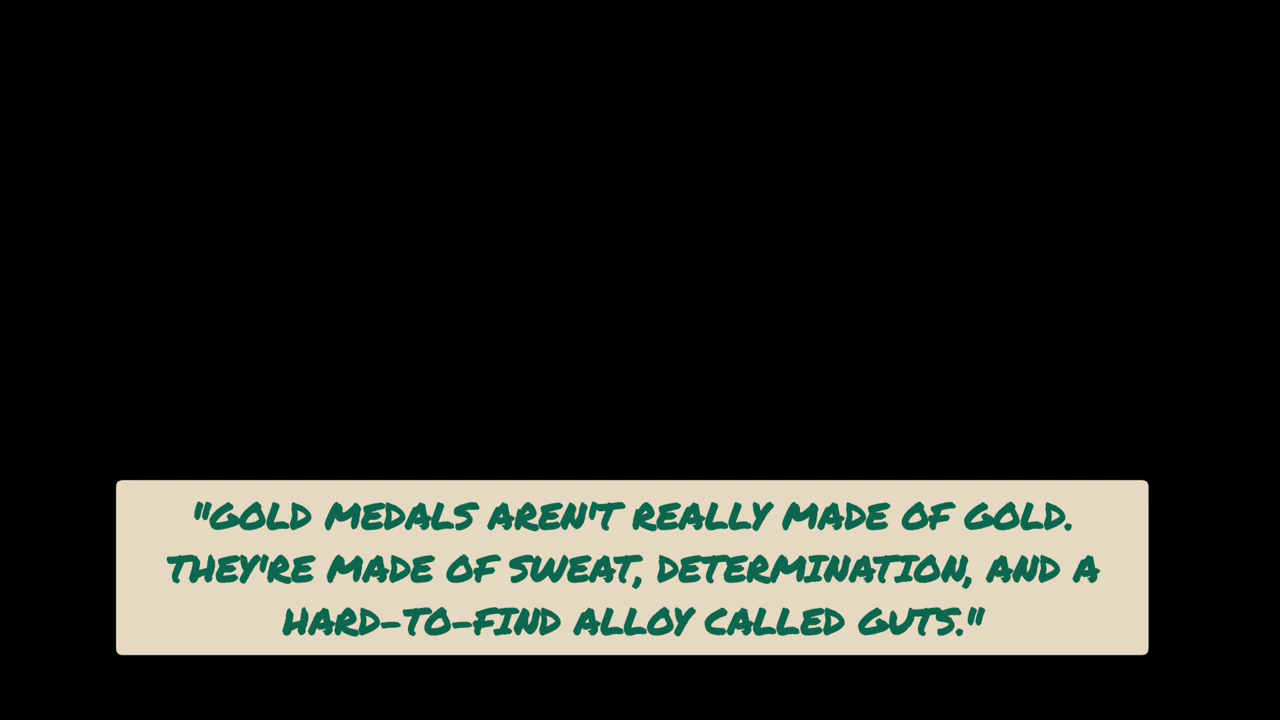 "GOLD MEDALS AREN'T REALLY MADE OF GOLD.
THEY'RE MADE OF SWEAT, DETERMINATION, AND A
HARD-TO-FIND ALLOY CALLED GUTS."